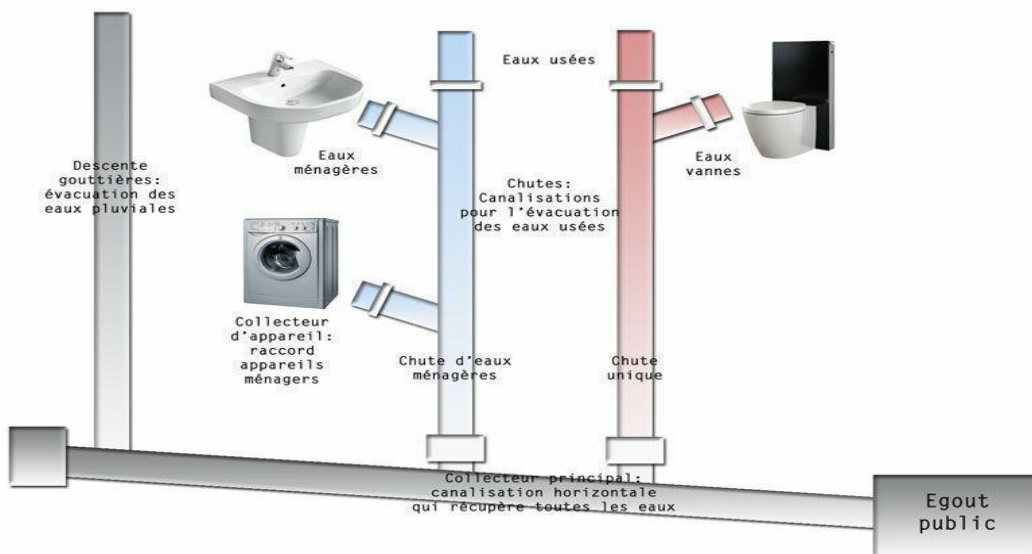 Eaux usées
Eaux
ménagères
Eaux
vannes
Descente
gouttières:
évacuation des
eaux pluviales
Chutes:
Canalisations
pour l'évacuation
des eaux usées
Collecteur
d'appareil:
raccord
appareils
ménagers
Chute d'eaux
ménagères
Chute
unique
Collecteur principal:
canalisation horizontale
qui récupère toutes les eaux
Egout
public